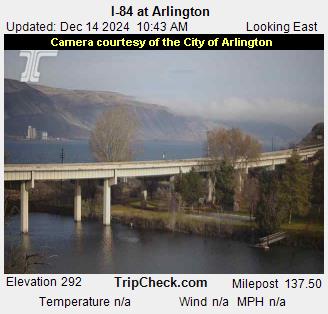 I-84 at Arlington
Updated: Dec 14 2024 10:43 AM Looking East
Camera courtesy of the City of Arlington
Elevation 292 TripCheck.com Milepost 137.50
Temperature n/a Wind n/a MPH n/a